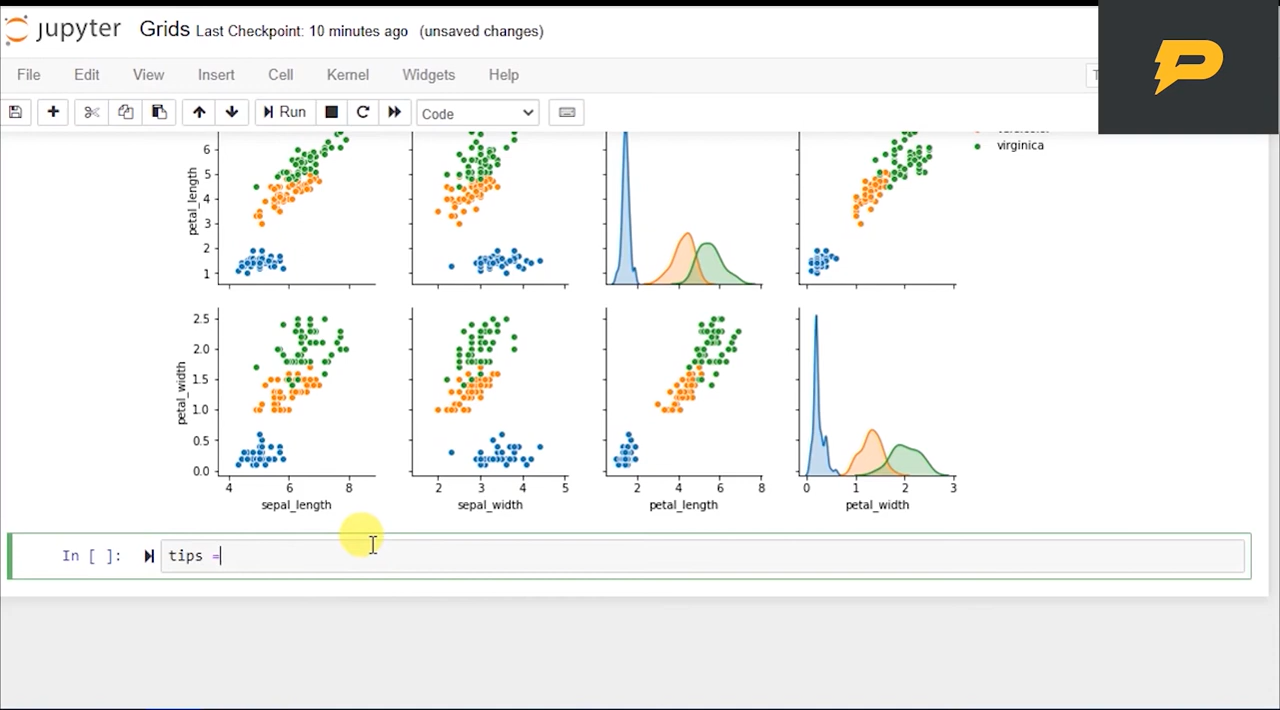 jupyter Grids Last Checkpoint: 10 minutes ago (unsaved changes)
File Edit View Insert Cell Kernel Widgets Help
Run Code
virginica
petal_length
6
5
4
3
2
1
petal_width
2.5
2.0
1.5
1.0
0.5
0.0
4 6 8 2 3 4 5 2 4 6 8 0 1 2 3
sepal_length sepal_width petal_length petal_width
In [ ]: tips =